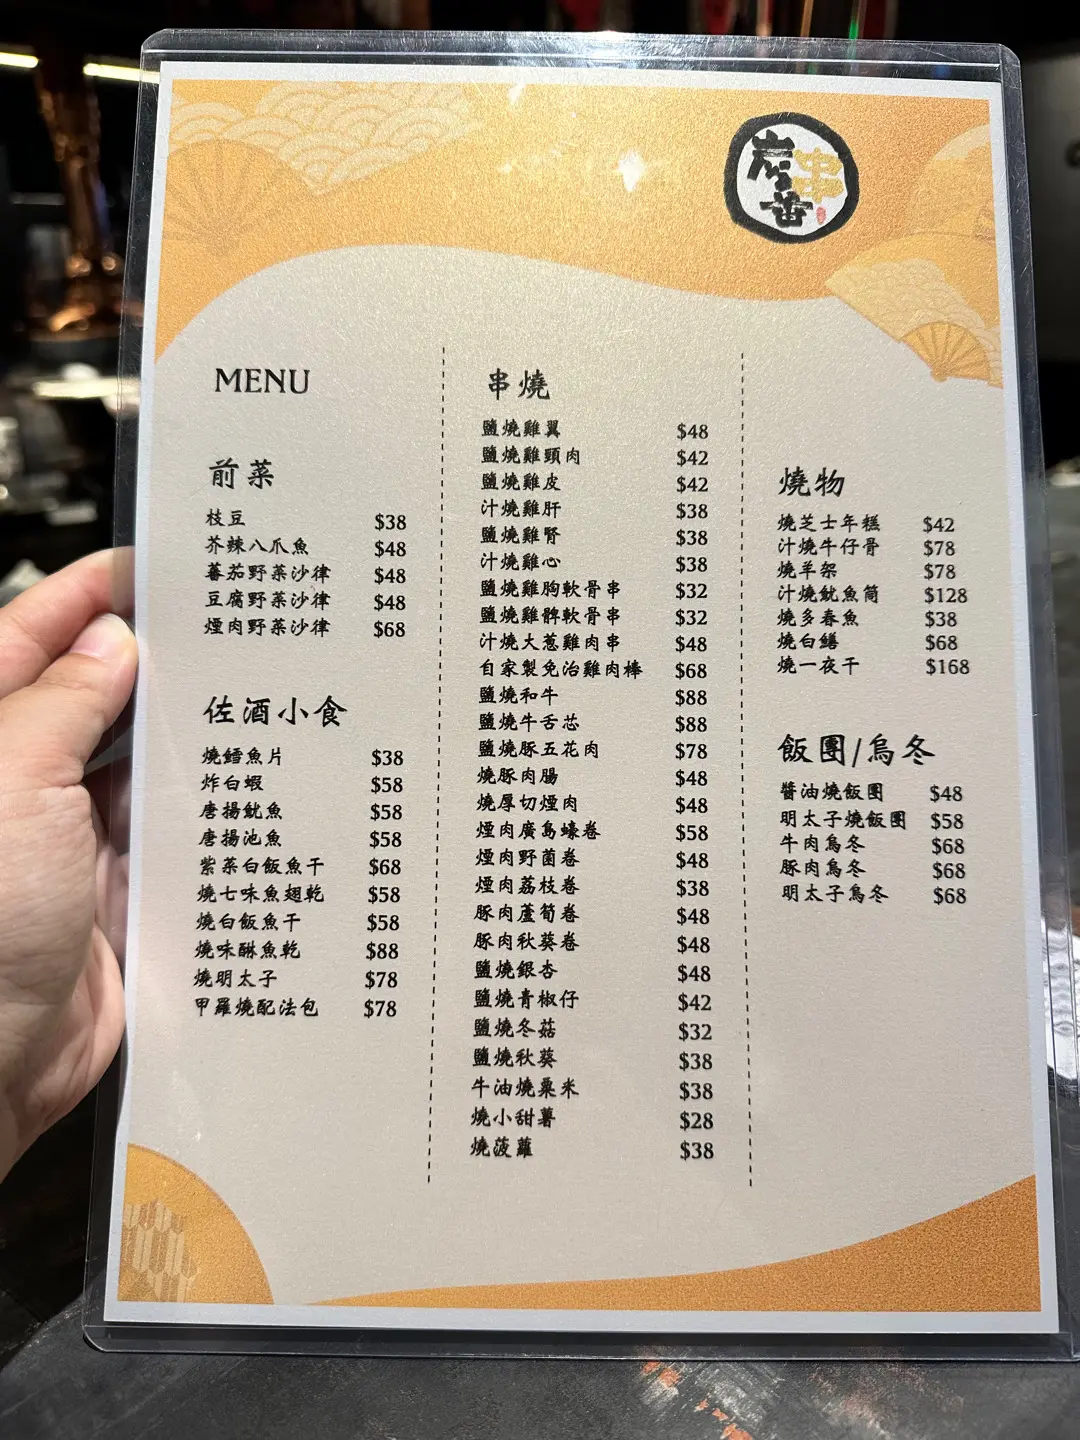 炭串番
MENU
前菜
枝豆 $38
芥辣八爪魚 $48
蕃茄野菜沙律 $48
豆腐野菜沙律 $48
煙肉野菜沙律 $68
佐酒小食
燒鱈魚片 $38
炸白蝦 $58
唐揚魷魚 $58
唐揚池魚 $58
紫菜白飯魚干 $68
燒七味魚翅乾 $58
燒白飯魚干 $58
燒味醂魚乾 $88
燒明太子 $78
甲羅燒配法包 $78
串燒
鹽燒雞翼 $48
鹽燒雞頸肉 $42
鹽燒雞皮 $42
汁燒雞肝 $38
鹽燒雞腎 $38
汁燒雞心 $38
鹽燒雞胸軟骨串 $32
鹽燒雞髀軟骨串 $32
汁燒大葱雞肉串 $48
自家製免治雞肉棒 $68
鹽燒和牛 $88
鹽燒牛舌芯 $88
鹽燒豚五花肉 $78
燒豚肉腸 $48
燒厚切煙肉 $48
煙肉廣島蠔卷 $58
煙肉野菌卷 $48
煙肉荔枝卷 $38
豚肉蘆筍卷 $48
豚肉秋葵卷 $48
鹽燒銀杏 $48
鹽燒青椒仔 $42
鹽燒冬菇 $32
鹽燒秋葵 $38
牛油燒粟米 $38
燒小甜薯 $28
燒菠蘿 $38
燒物
燒芝士年糕 $42
汁燒牛仔骨 $78
燒羊架 $78
汁燒魷魚筒 $128
燒多春魚 $38
燒白鱔 $68
燒一夜干 $168
飯團/烏冬
醬油燒飯團 $48
明太子燒飯團 $58
牛肉烏冬 $68
豚肉烏冬 $68
明太子烏冬 $68